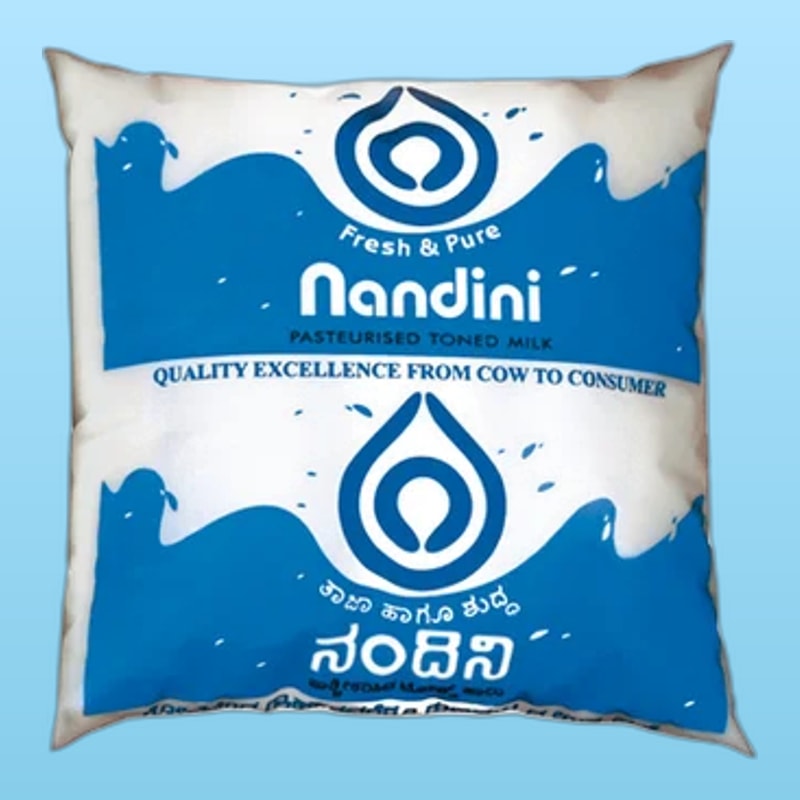 Fresh & Pure
Nandini
PASTEURISED TONED MILK
QUALITY EXCELLENCE FROM COW TO CONSUMER
ತಾಜಾ ಹಾಗೂ ಶುದ್ಧ
ನಂದಿನಿ